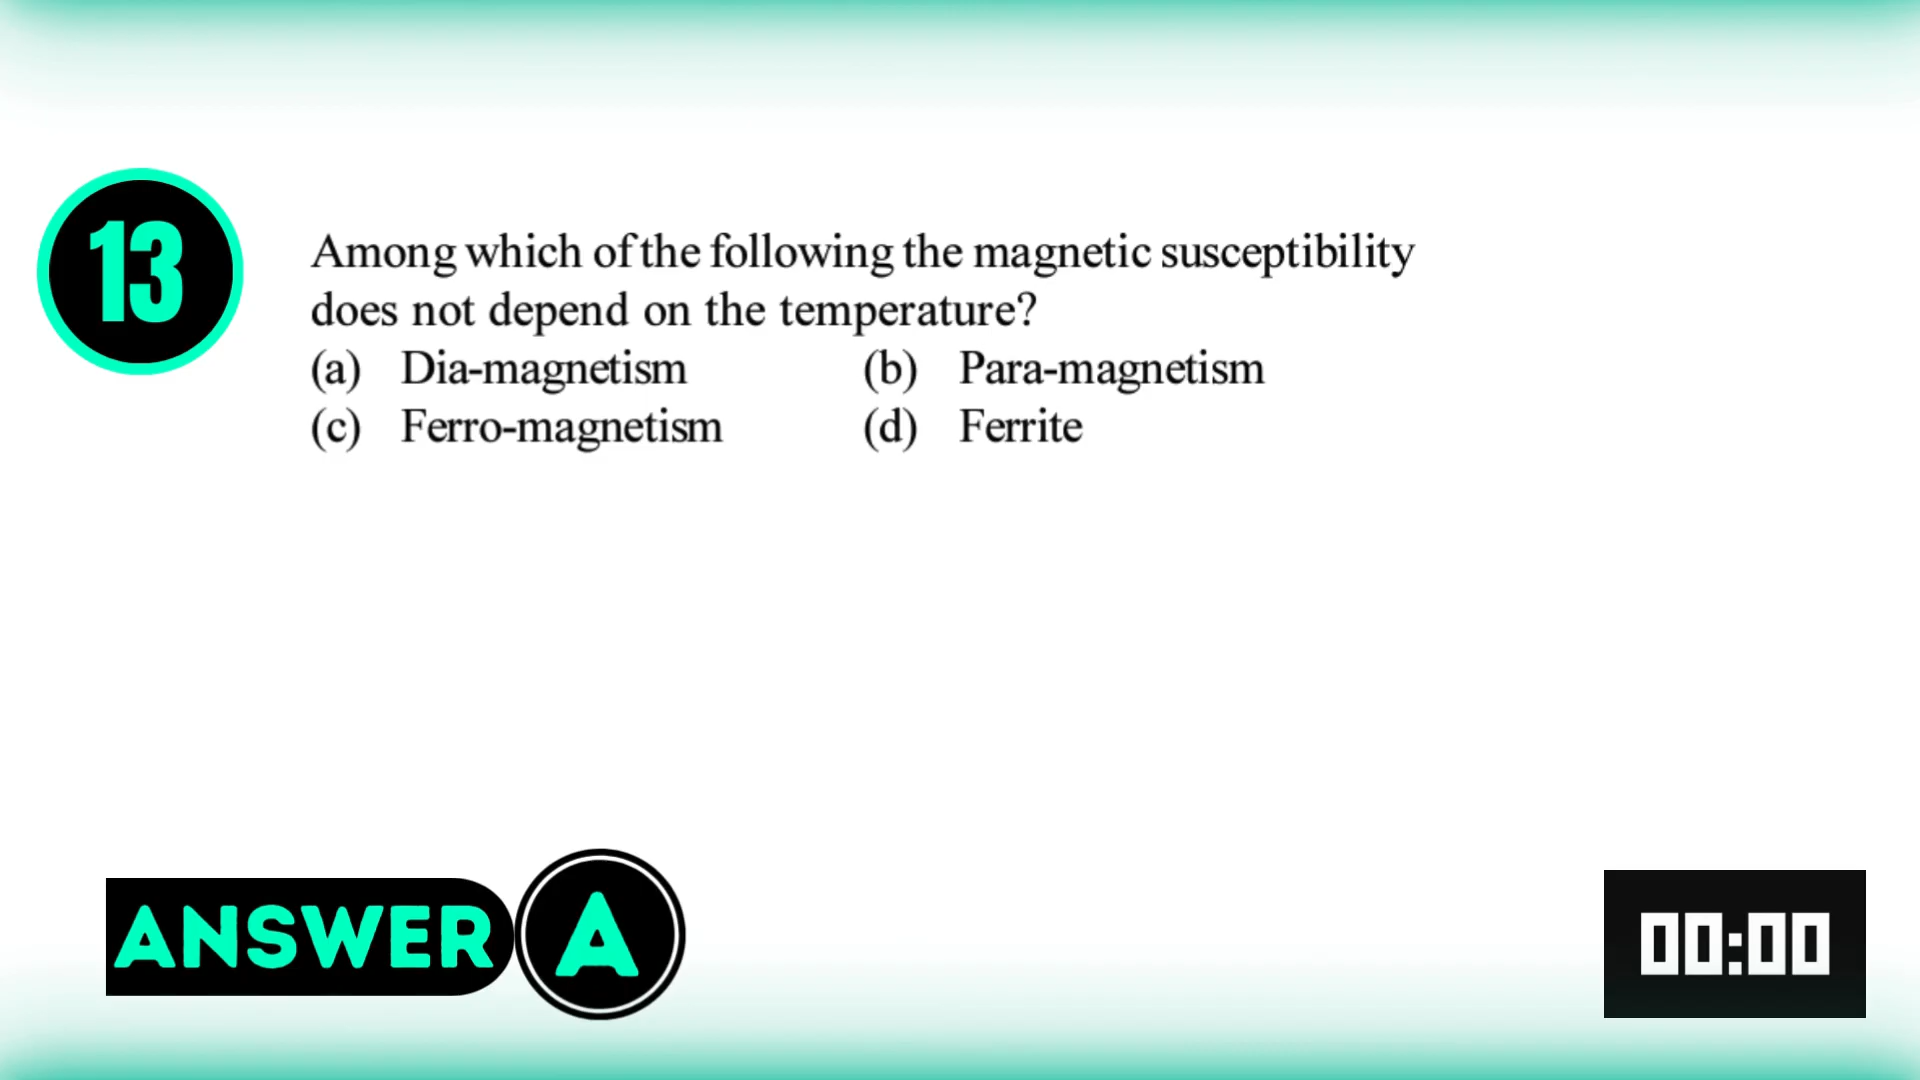 13
Among which of the following the magnetic susceptibility
does not depend on the temperature?
(a) Dia-magnetism (b) Para-magnetism
(c) Ferro-magnetism (d) Ferrite
ANSWER A
00:00